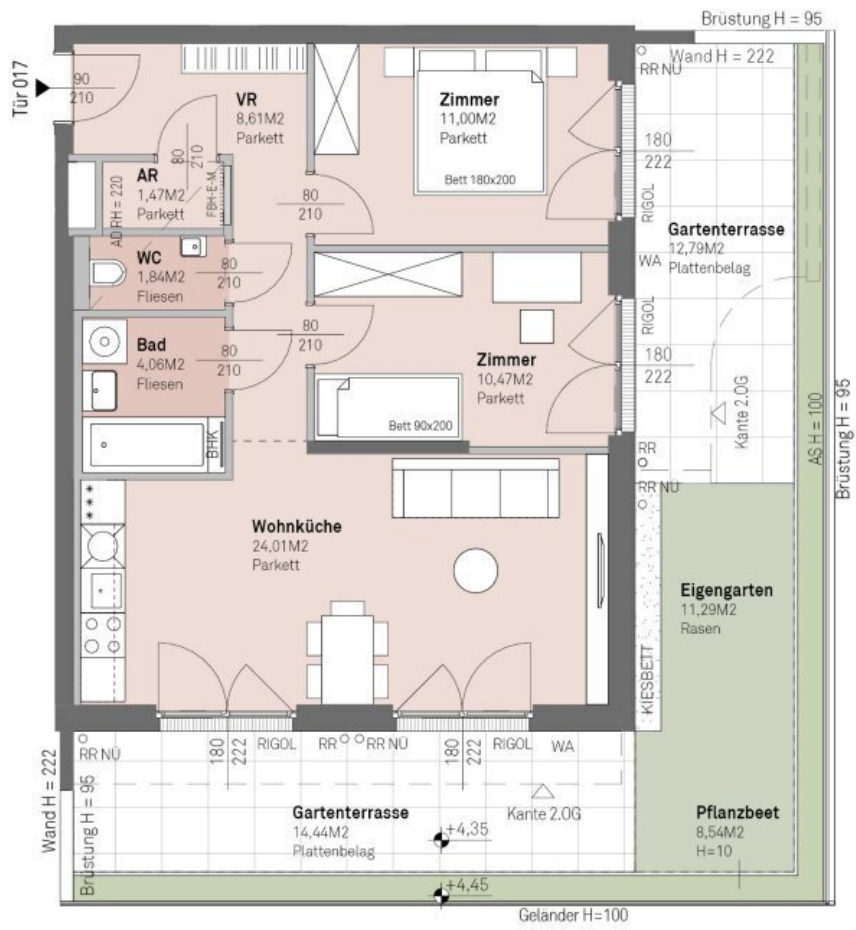 Brüstung H = 95
Wand H = 222
RR NÜ
Tür 017
90
210
VR
8,61M2
Parkett
Zimmer
11,00M2
Parkett
Bett 180x200
180
222
RIGOL
80
210
AR
1,47M2
Parkett
FBH-E-M.
AD RH = 220
80
210
Gartenterrasse
12,79M2
Plattenbelag
WC
1,84M2
Fliesen
80
210
WA
RIGOL
Bad
4,06M2
Fliesen
80
210
80
210
Zimmer
10,47M2
Parkett
180
222
Bett 90x200
BHK
Kante 2.OG
AS H = 100
Brüstung H = 95
RR
RR NÜ
Wohnküche
24,01M2
Parkett
Eigengarten
11,29M2
Rasen
KIESBETT
RR NÜ
180
222
RIGOL
RR
RR NÜ
180
222
RIGOL
WA
Wand H = 222
Brüstung H = 95
Gartenterrasse
14,44M2
Plattenbelag
Kante 2.OG
+4,35
Pflanzbeet
8,54M2
H=10
+4,45
Geländer H=100